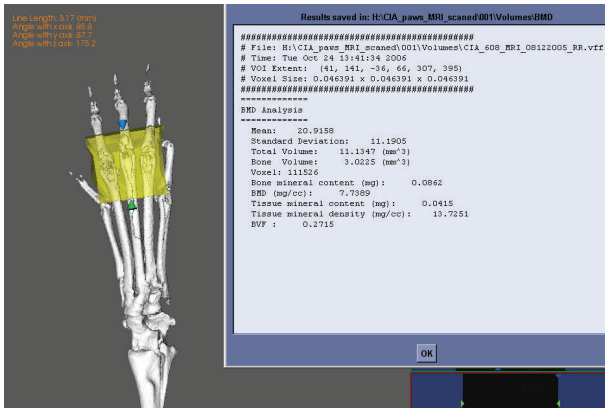 Line Length: 3.17 (mm)
Angle with x axis: 85.8
Angle with y axis: 87.7
Angle with z axis: 175.2
Results saved in: H:\CIA_paws_MRI_scaned\001\Volumes\BMD
############################################
# File: H:\CIA_paws_MRI_scaned\001\Volumes\CIA_608_MRI_08122005_RR.vff
# Time: Tue Oct 24 13:41:34 2006
# VOI Extent: (41, 141, -36, 66, 307, 395)
# Voxel Size: 0.046391 x 0.046391 x 0.046391
############################################
=============
BMD Analysis
=============
Mean: 20.9158
Standard Deviation: 11.1905
Total Volume: 11.1347 (mm^3)
Bone Volume: 3.0225 (mm^3)
Voxel: 111526
Bone mineral content (mg): 0.0862
BMD (mg/cc): 7.7389
Tissue mineral content (mg): 0.0415
Tissue mineral density (mg/cc): 13.7251
BVF : 0.2715
OK